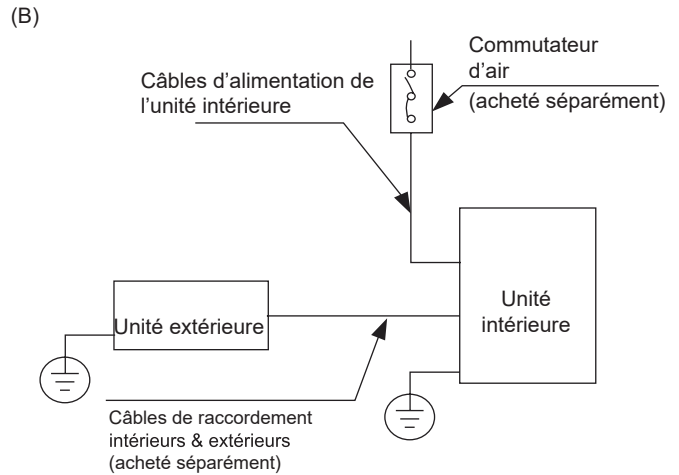 (B)
Commutateur
d’air
(acheté séparément)
Câbles d’alimentation de
l’unité intérieure
Unité
intérieure
Unité extérieure
Câbles de raccordement
intérieurs & extérieurs
(acheté séparément)